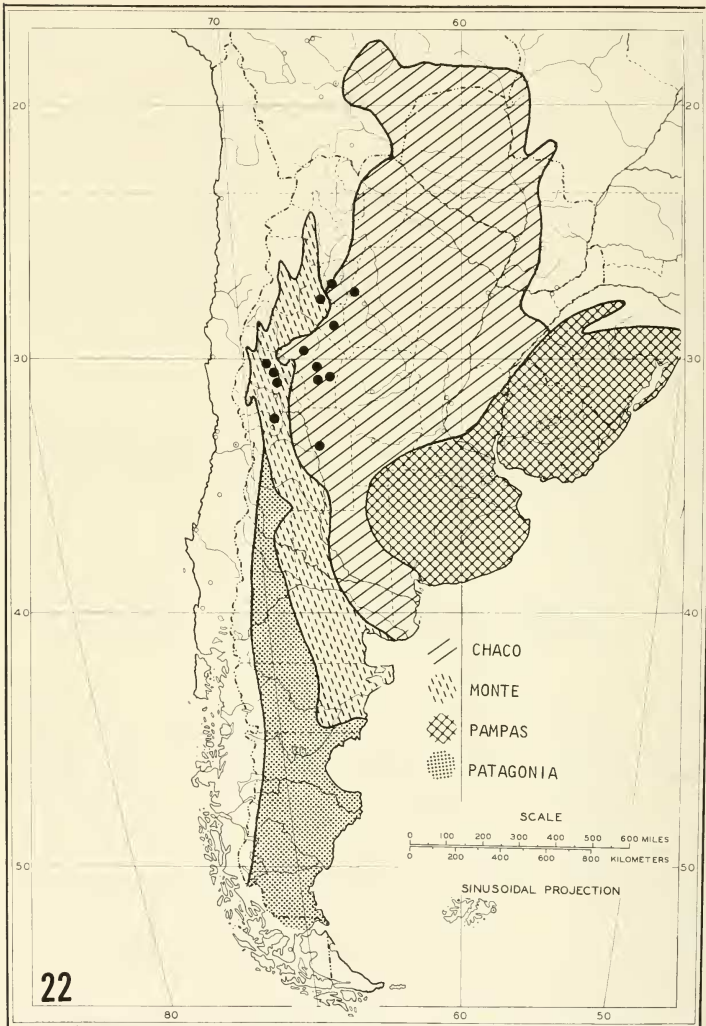 70 60
20 20
30 30
40 40
CHACO
MONTE
PAMPAS
PATAGONIA
SCALE
0 100 200 300 400 500 600 MILES
0 200 400 600 800 KILOMETERS
50 50
SINUSOIDAL PROJECTION
22
80 60 50